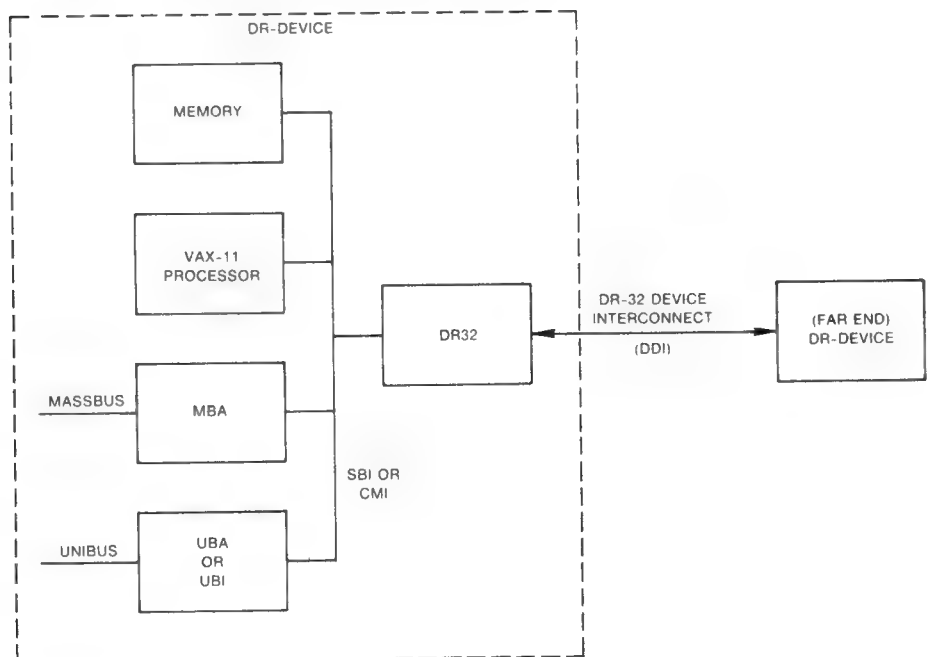 DR-DEVICE
MEMORY
VAX-11
PROCESSOR
DR32
DR-32 DEVICE
INTERCONNECT
(DDI)
(FAR END)
DR-DEVICE
MASSBUS
MBA
SBI OR
CMI
UNIBUS
UBA
OR
UBI